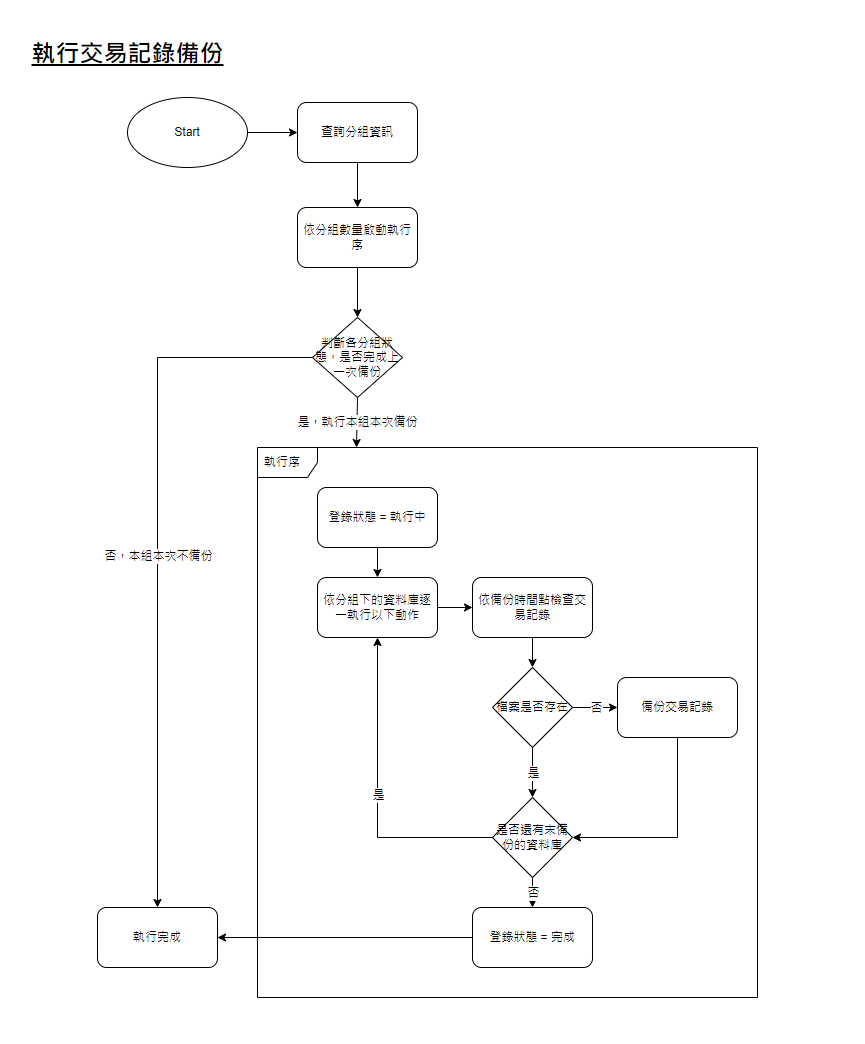 執行交易記錄備份
Start
查詢分組資訊
依分組數量啟動執行
序
判斷各分組狀
態，是否完成上
一次備份
是，執行本組本次備份
執行序
登錄狀態 = 執行中
否，本組本次不備份
依分組下的資料庫逐
一執行以下動作
依備份時間點檢查交
易記錄
檔案是否存在
否
備份交易記錄
是
是
是否還有末備
份的資料庫
否
執行完成
登錄狀態 = 完成